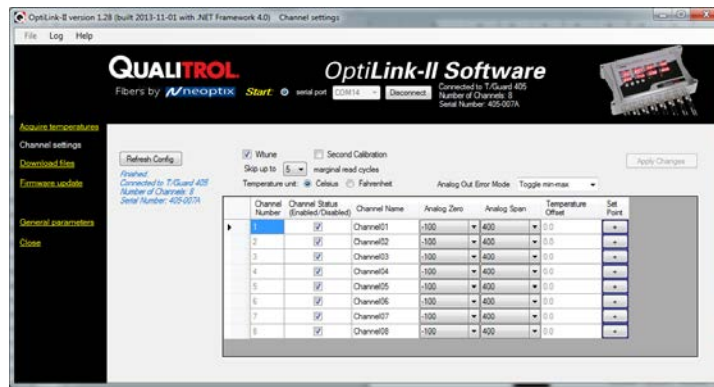 OptiLink-II version 1.28 (built 2013-11-01 with .NET Framework 4.0) Channel settings
File Log Help
QUALITROL
Fibers by neoptix
OptiLink-II Software
Start: serial port COM14 Disconnect
Connected to T/Guard 405
Number of Channels: 8
Serial Number: 405-007A
Acquire temperatures
Channel settings
Download files
Firmware update
General parameters
Close
Refresh Config
Finished.
Connected to T/Guard 405
Number of Channels: 8
Serial Number: 405-007A
Wtune Second Calibration
Skip up to 5 marginal read cycles
Temperature unit: Celsius Fahrenheit Analog Out Error Mode Toggle min-max
Apply Changes
Channel Number Channel Status (Enabled/Disabled) Channel Name Analog Zero Analog Span Temperature Offset Set Point
1 Channel01 -100 400 0.0 +
2 Channel02 -100 400 0.0 +
3 Channel03 -100 400 0.0 +
4 Channel04 -100 400 0.0 +
5 Channel05 -100 400 0.0 +
6 Channel06 -100 400 0.0 +
7 Channel07 -100 400 0.0 +
8 Channel08 -100 400 0.0 +